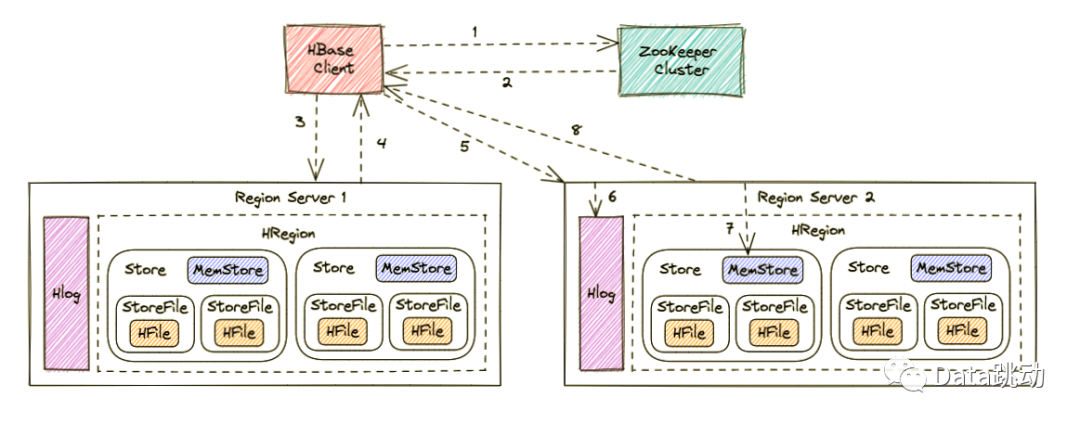 HBase
Client
1
ZooKeeper
Cluster
2
3
4
5
8
Region Server 1
HRegion
Hlog
Store
MemStore
StoreFile
HFile
StoreFile
HFile
Store
MemStore
StoreFile
HFile
StoreFile
HFile
6
Region Server 2
7
HRegion
Hlog
Store
MemStore
StoreFile
HFile
StoreFile
HFile
Store
MemStore
StoreFile
HFile
StoreFile
HFile
Data跳动